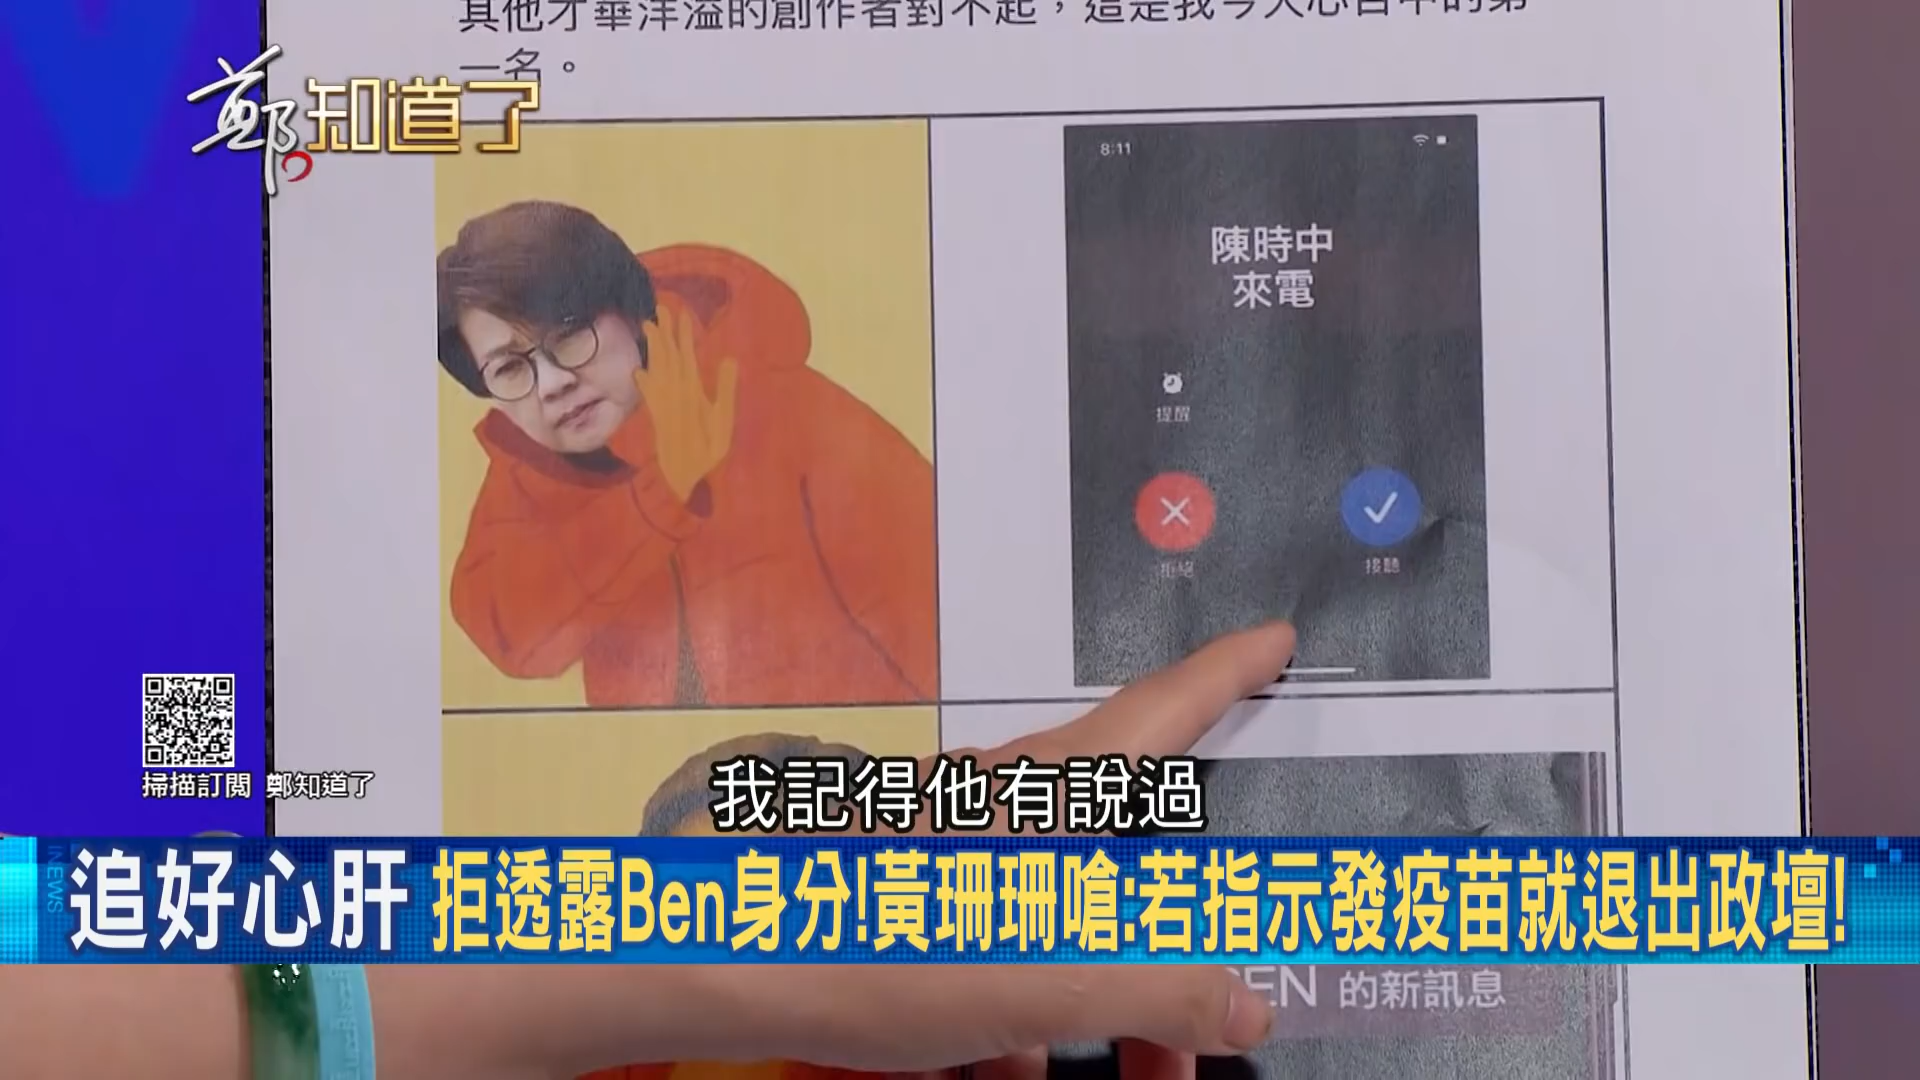 其他才華洋溢的創作者對不起，這是我今天心目中的第
一名。
鄭知道了
8:11
陳時中
來電
提醒
拒絕
接聽
掃描訂閱 鄭知道了
我記得他有說過
INEWS
追好心肝 拒透露Ben身分!黃珊珊嗆:若指示發疫苗就退出政壇!
BEN 的新訊息